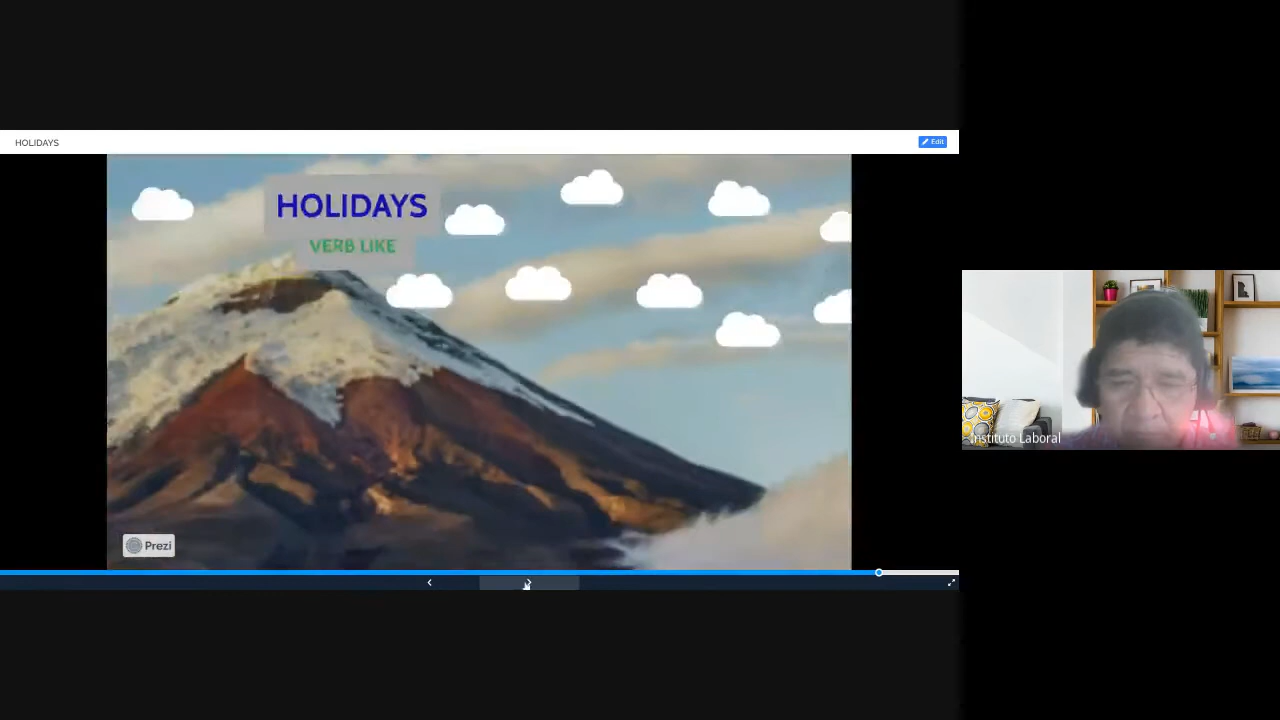 HOLIDAYS
Edit
HOLIDAYS
VERB LIKE
Prezi
Instituto Laboral